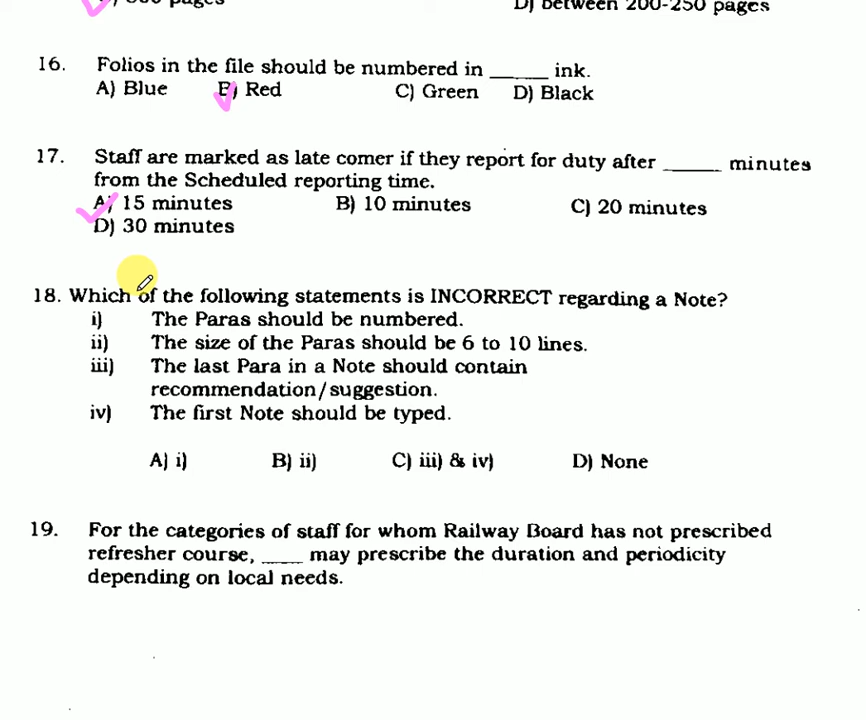 pages D) between 200-250 pages
16. Folios in the file should be numbered in _____ ink.
A) Blue B) Red C) Green D) Black
17. Staff are marked as late comer if they report for duty after _____ minutes
from the Scheduled reporting time.
A) 15 minutes B) 10 minutes C) 20 minutes
D) 30 minutes
18. Which of the following statements is INCORRECT regarding a Note?
i) The Paras should be numbered.
ii) The size of the Paras should be 6 to 10 lines.
iii) The last Para in a Note should contain
recommendation/suggestion.
iv) The first Note should be typed.
A) i) B) ii) C) iii) & iv) D) None
19. For the categories of staff for whom Railway Board has not prescribed
refresher course, ____ may prescribe the duration and periodicity
depending on local needs.